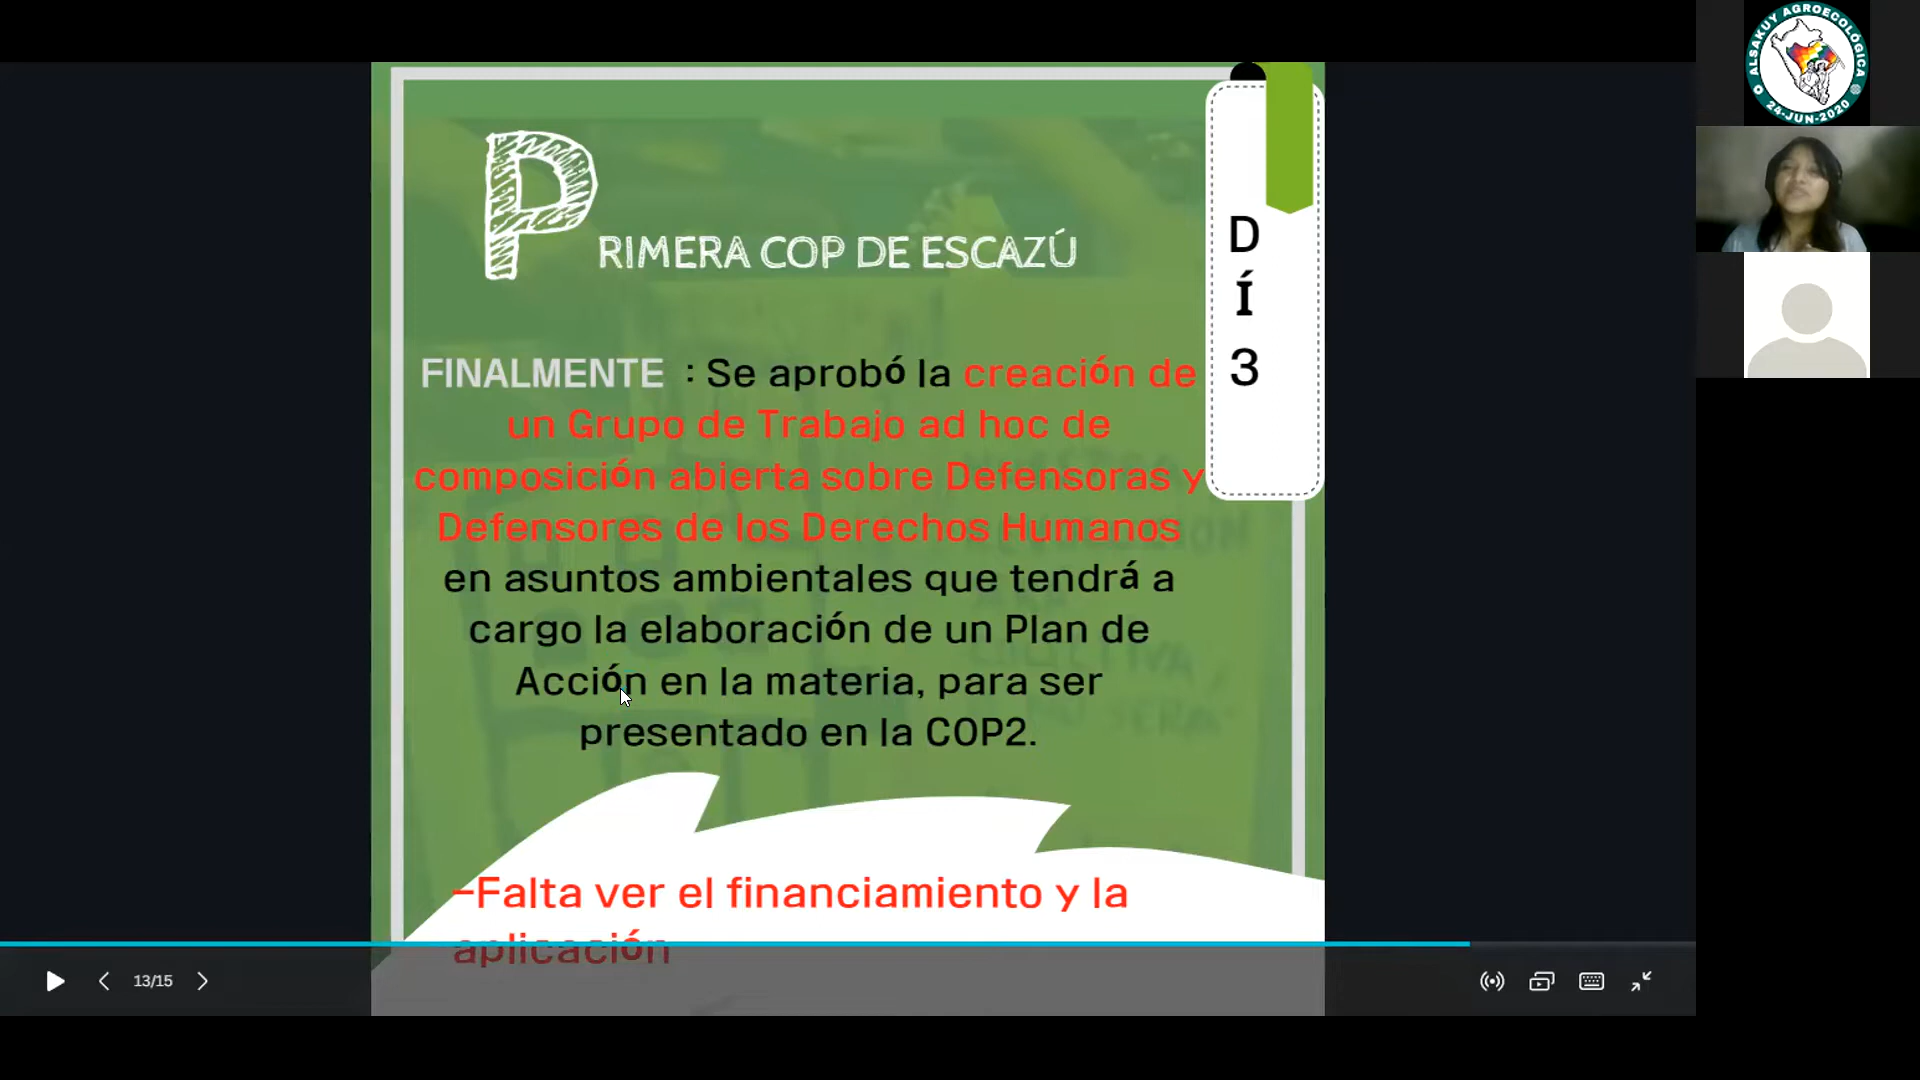 PRIMERA COP DE ESCAZÚ
D
Í
3
FINALMENTE : Se aprobó la creación de
un Grupo de Trabajo ad hoc de
composición abierta sobre Defensoras y
Defensores de los Derechos Humanos
en asuntos ambientales que tendrá a
cargo la elaboración de un Plan de
Acción en la materia, para ser
presentado en la COP2.
-Falta ver el financiamiento y la
aplicación
13/15
ALSAKUY AGROECOLÓGICA
24-JUN-2020